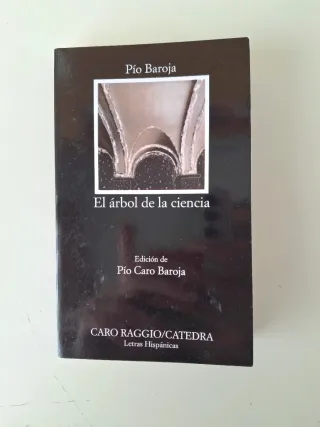 Pío Baroja
El árbol de la ciencia
Edición de
Pío Caro Baroja
CARO RAGGIO/CATEDRA
Letras Hispánicas